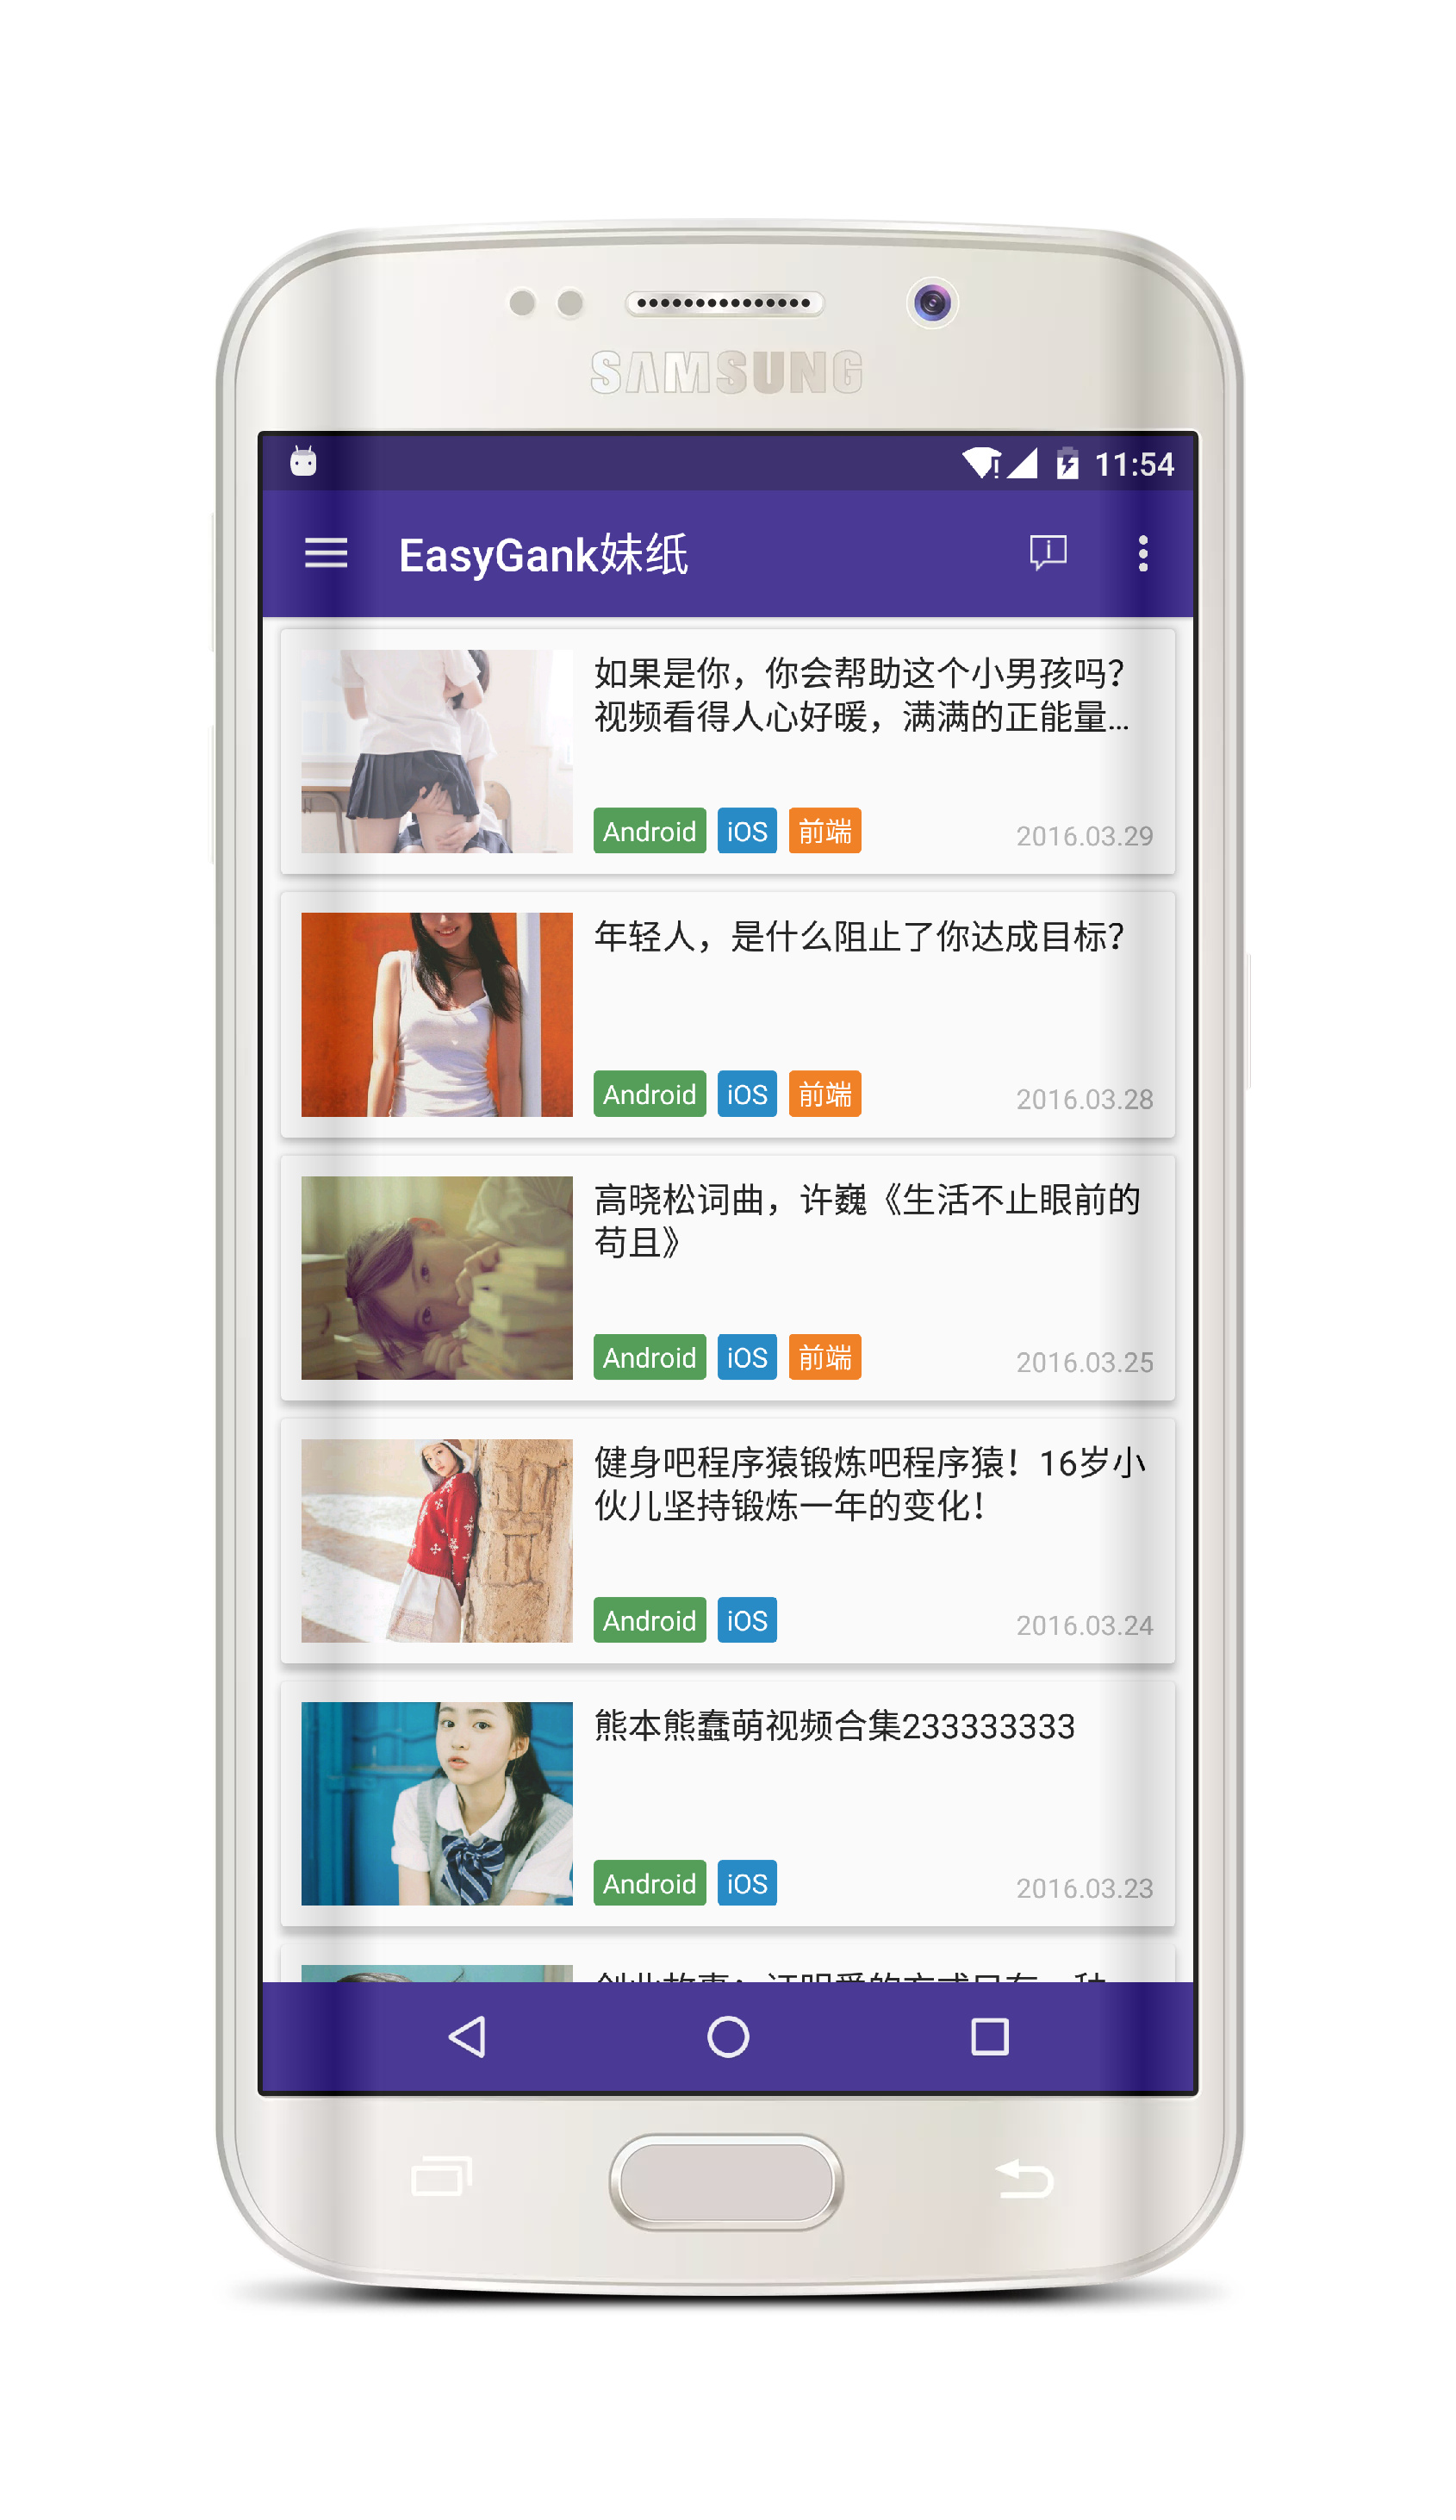 SAMSUNG
11:54
EasyGank妹纸
如果是你，你会帮助这个小男孩吗？
视频看得人心好暖，满满的正能量...
Android iOS 前端 2016.03.29
年轻人，是什么阻止了你达成目标？
Android iOS 前端 2016.03.28
高晓松词曲，许巍《生活不止眼前的
苟且》
Android iOS 前端 2016.03.25
健身吧程序猿锻炼吧程序猿！16岁小
伙儿坚持锻炼一年的变化！
Android iOS 2016.03.24
熊本熊蠢萌视频合集233333333
Android iOS 2016.03.23